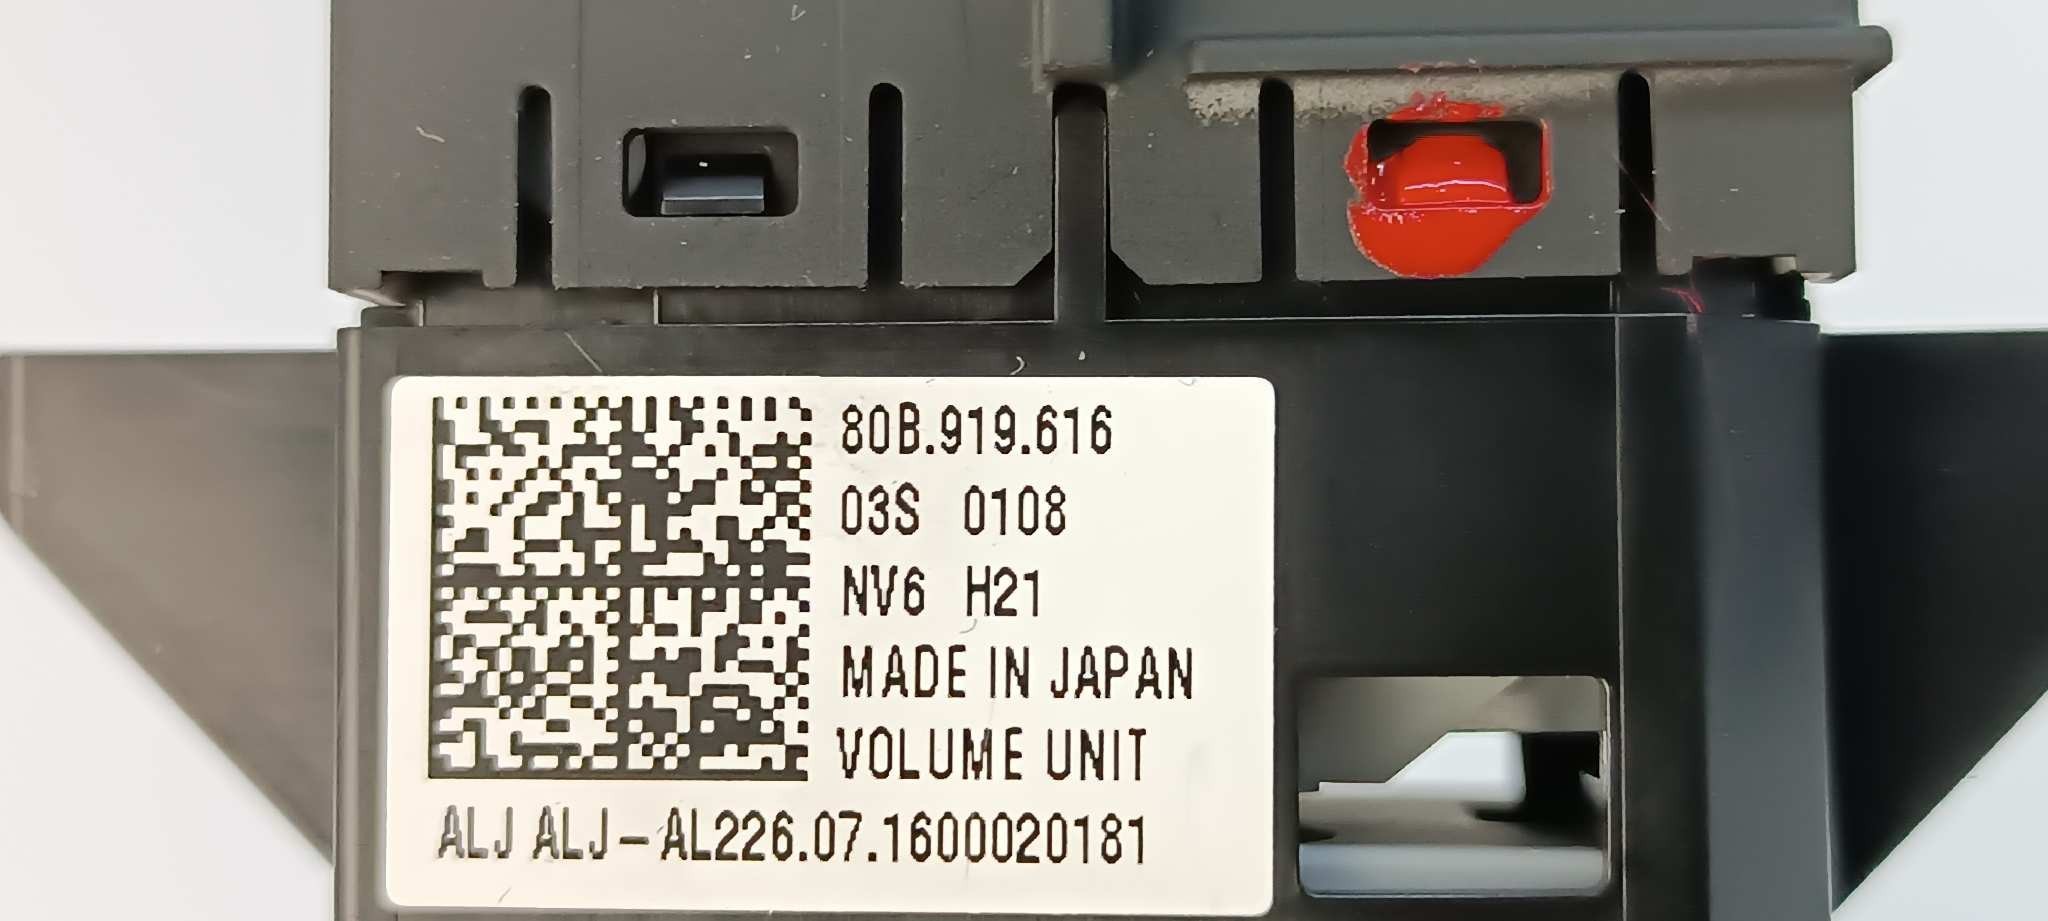 80B.919.616
03S 0108
NV6 H21
MADE IN JAPAN
VOLUME UNIT
ALJ ALJ-AL226.07.1600020181